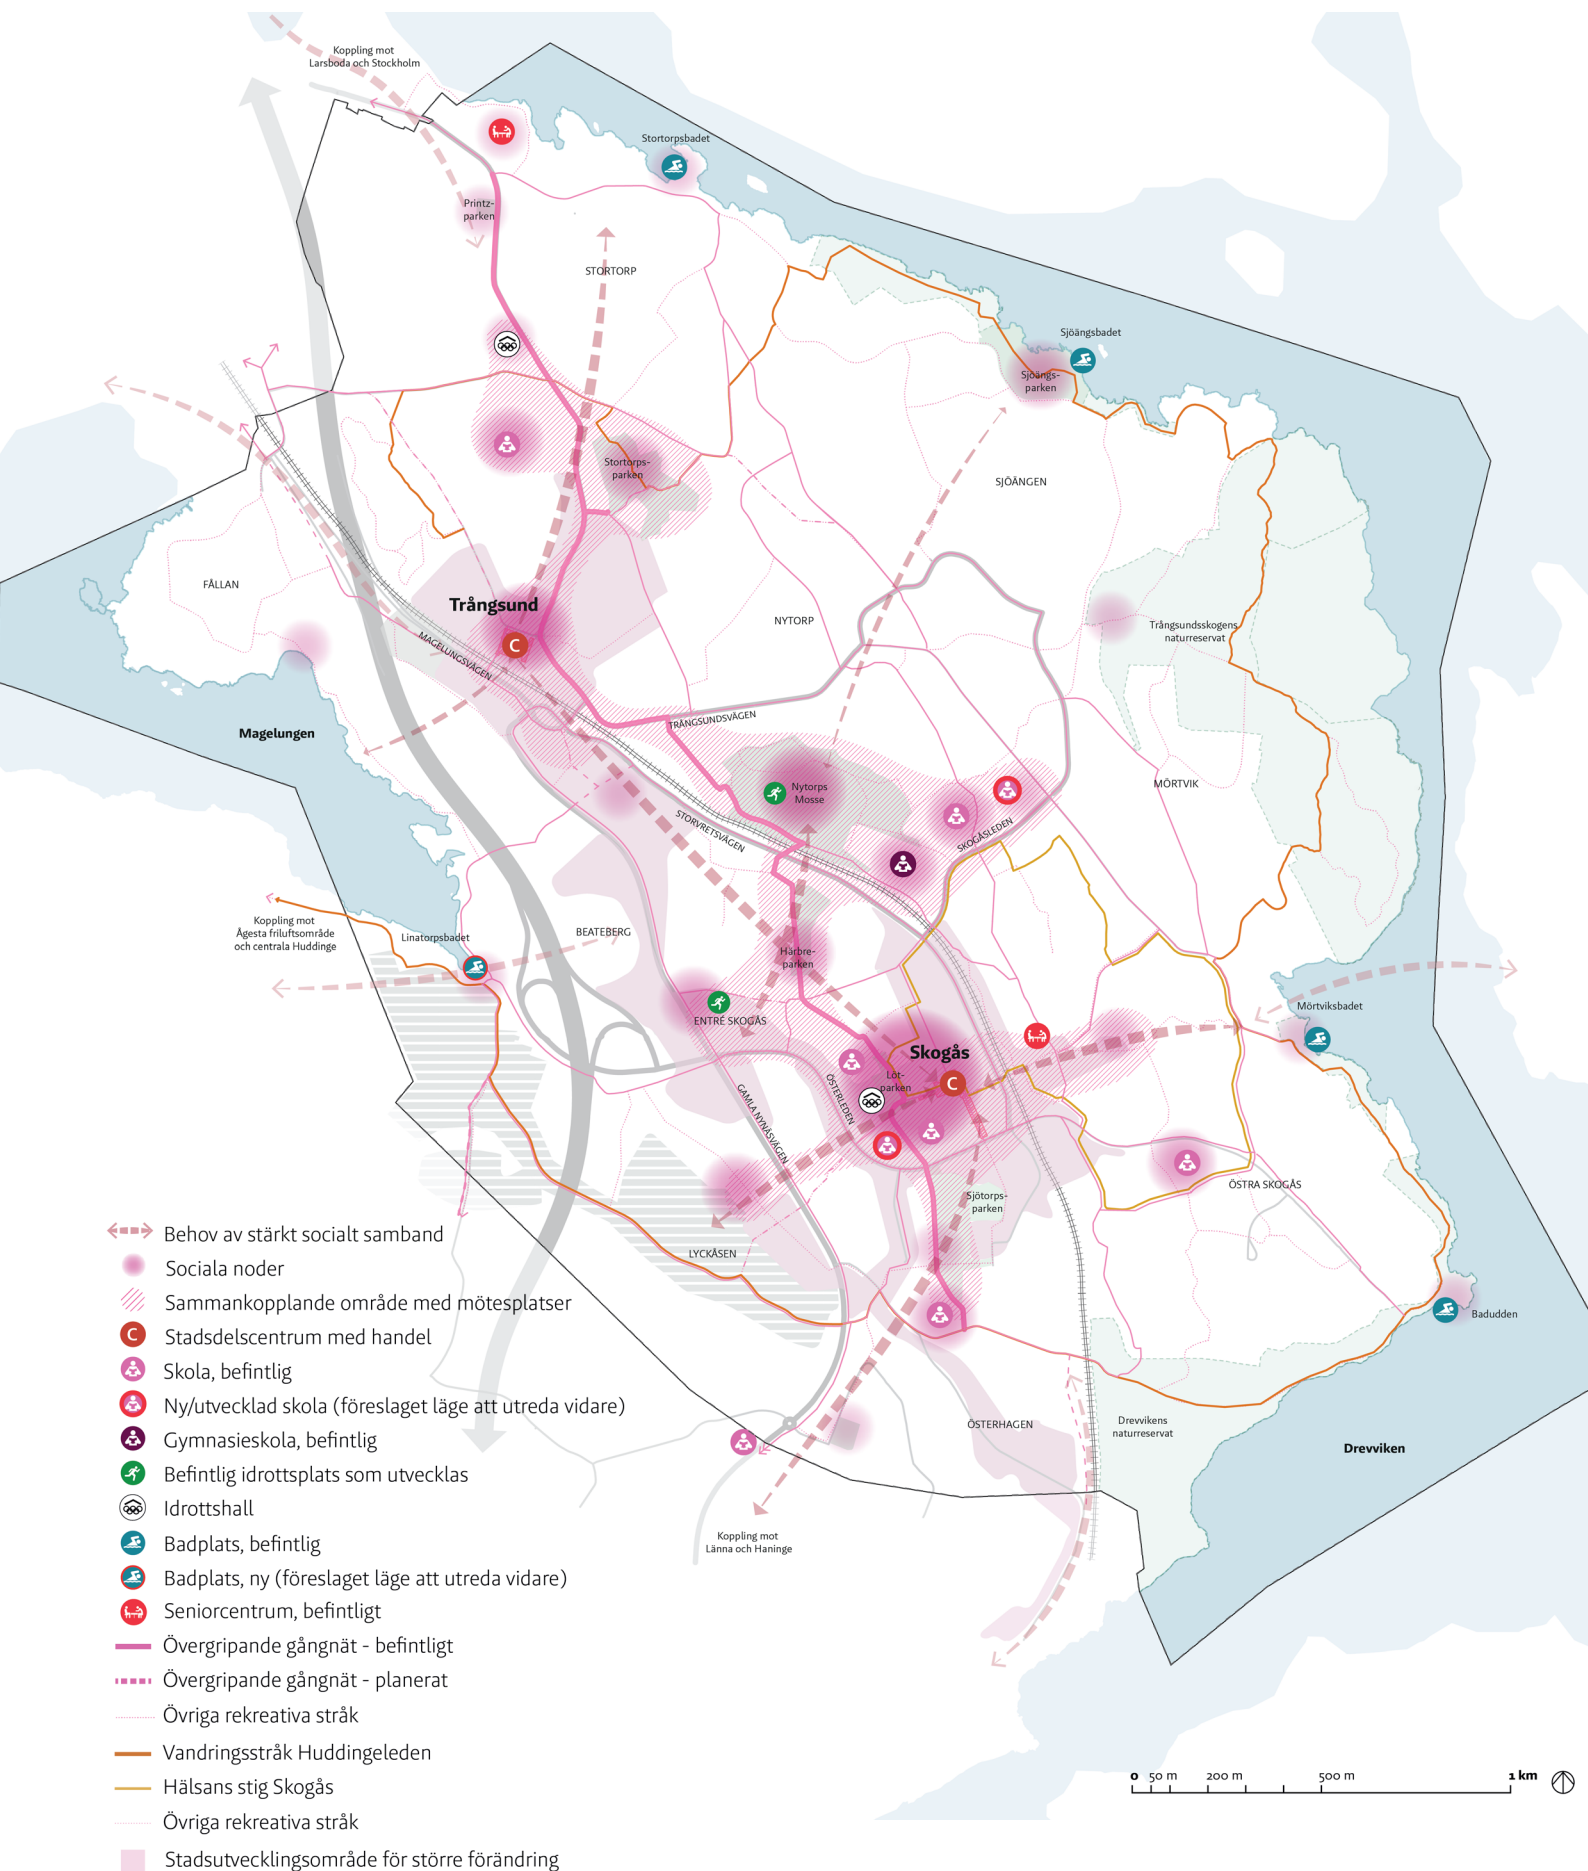 Koppling mot
Larsboda och Stockholm
Stortorpsbadet
Printz-
parken
STORTORP
Sjöängsbadet
Sjöängs-
parken
Stortorps-
parken
SJÖÄNGEN
FÅLLAN
Trångsund
C
NYTORP
Trångsundsskogens
naturreservat
MAGELUNGSVÄGEN
TRÅNGSUNDSVÄGEN
Magelungen
Nytorps
Mosse
MÖRTVIK
STORVRETSVÄGEN
SKOGÅSLEDEN
Koppling mot
Ågesta friluftsområde
och centrala Huddinge
Linatorpsbadet
BEATEBERG
Härbre-
parken
Mörtviksbadet
ENTRÉ SKOGÅS
Skogås
Löt-
parken
C
ÖSTERLEDEN
GAMLA NYNÄSVÄGEN
ÖSTRA SKOGÅS
Sjötorps-
parken
LYCKÅSEN
Badudden
ÖSTERHAGEN
Drevvikens
naturreservat
Drevviken
Koppling mot
Länna och Haninge
Behov av stärkt socialt samband
Sociala noder
Sammankopplande område med mötesplatser
C Stadsdelscentrum med handel
Skola, befintlig
Ny/utvecklad skola (föreslaget läge att utreda vidare)
Gymnasieskola, befintlig
Befintlig idrottsplats som utvecklas
Idrottshall
Badplats, befintlig
Badplats, ny (föreslaget läge att utreda vidare)
Seniorcentrum, befintligt
Övergripande gångnät - befintligt
Övergripande gångnät - planerat
Övriga rekreativa stråk
Vandringsstråk Huddingeleden
Hälsans stig Skogås
Övriga rekreativa stråk
Stadsutvecklingsområde för större förändring
0 50 m 200 m 500 m 1 km